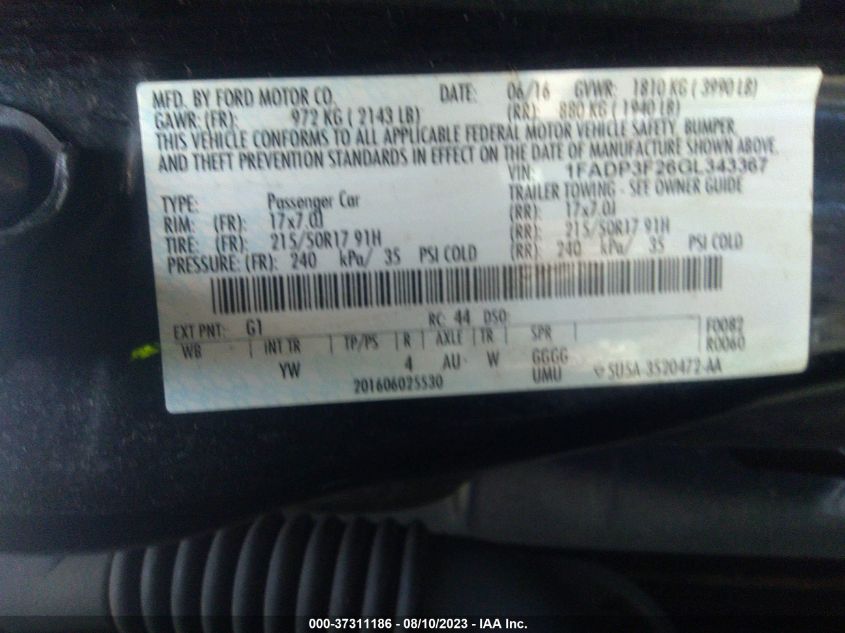 MFD. BY FORD MOTOR CO. DATE: 06/16 GVWR: 1810 KG ( 3990 LB)
GAWR: (FR): 972 KG ( 2143 LB) (RR): 880 KG ( 1940 LB)
THIS VEHICLE CONFORMS TO ALL APPLICABLE FEDERAL MOTOR VEHICLE SAFETY, BUMPER,
AND THEFT PREVENTION STANDARDS IN EFFECT ON THE DATE OF MANUFACTURE SHOWN ABOVE.
VIN: 1FADP3F26GL343367
TYPE: Passenger Car TRAILER TOWING - SEE OWNER GUIDE
RIM: (FR): 17x7.0J (RR): 17x7.0J
TIRE: (FR): 215/50R17 91H (RR): 215/50R17 91H
PRESSURE: (FR): 240 kPa/ 35 PSI COLD (RR): 240 kPa/ 35 PSI COLD
EXT PNT: G1 RC: 44 DSO: F0082
R0060
WB INT TR TP/PS R AXLE TR SPR
YW 4 AU W GGGG
UMU
201606025530 5U5A-3520472-AA
000-37311186 - 08/10/2023 - IAA Inc.